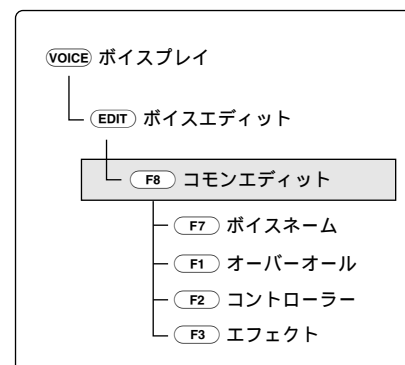 VOICE ボイスプレイ
EDIT ボイスエディット
F8 コモンエディット
F7 ボイスネーム
F1 オーバーオール
F2 コントローラー
F3 エフェクト